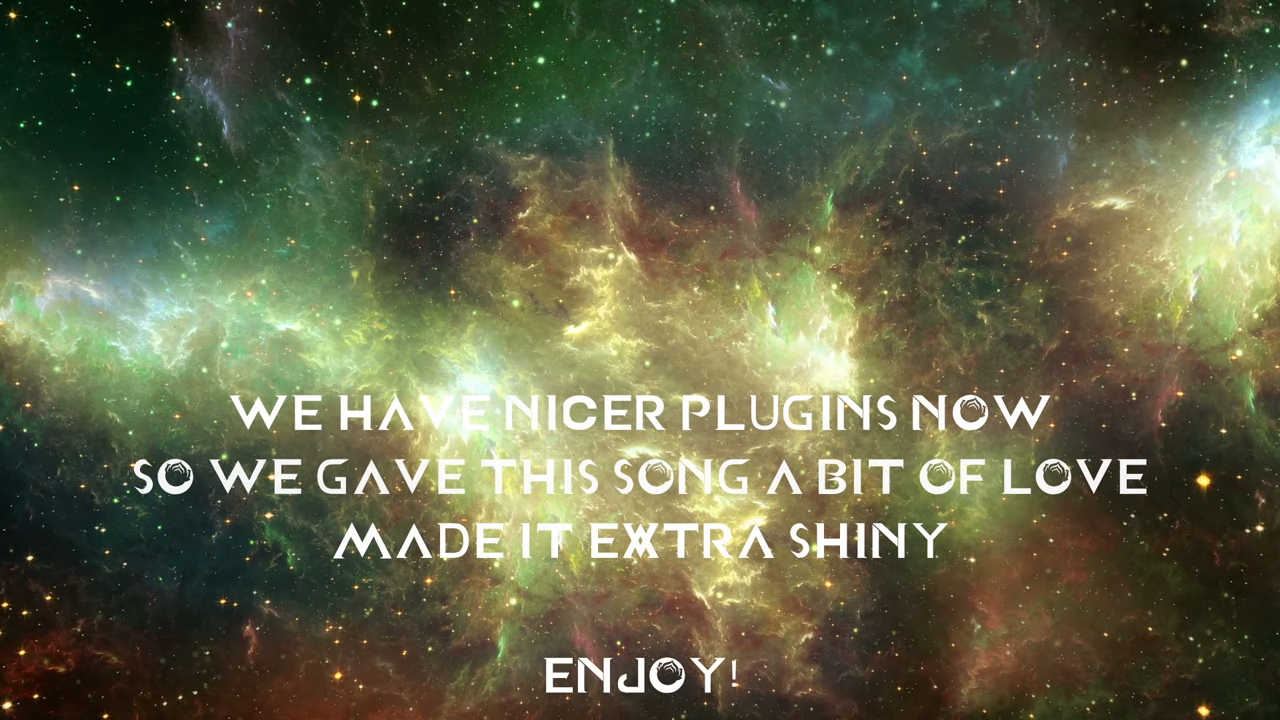 WE HAVE NICER PLUGINS NOW
SO WE GAVE THIS SONG A BIT OF LOVE
MADE IT EXTRA SHINY
ENJOY!